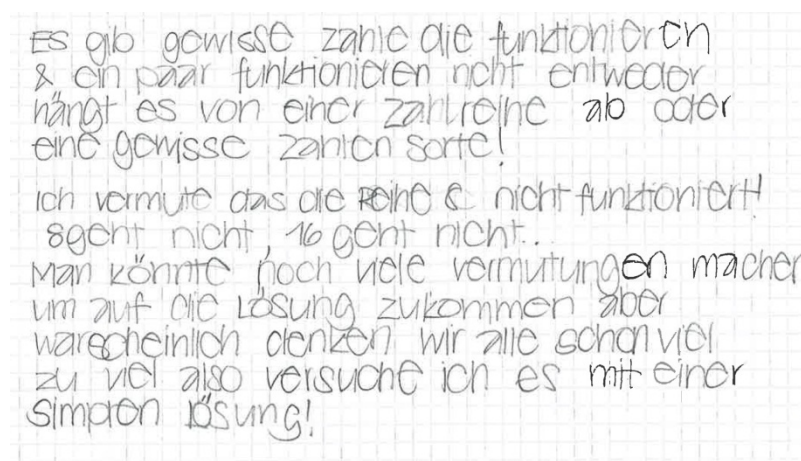 Es gib gewisse zahle die funktionieren
& ein paar funktionieren nicht entweder
hängt es von einer zahlreihe ab oder
eine gewisse zahlen sorte!
ich vermute das die Reihe 8 nicht funktioniert!
8geht nicht, 16 geht nicht...
Man könnte noch viele vermutungen machen
um auf die Lösung zukommen aber
warscheinlich denken wir alle schon viel
zu viel also versuche ich es mit einer
simplen lösung!